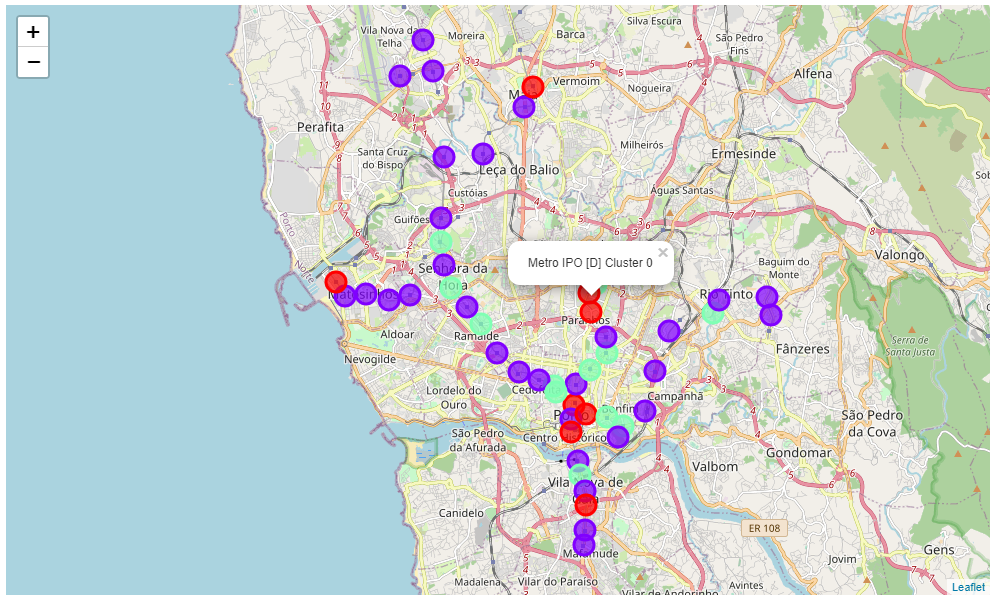 +
−
Vila Nova da
Telha
Moreira
Barca
Silva Escura
São Pedro
Fins
Alfena
Vermoim
Nogueira
Perafita
Milheirós
Ermesinde
Santa Cruz
do Bispo
Leça do Balio
Custóias
Águas Santas
Guifões
Porto
Norte
Valongo
Metro IPO [D] Cluster 0
×
Senhora da
Hora
Baguim do
Monte
Rio Tinto
Matosinhos
Paranhos
Aldoar
Ramalde
Serra de
Santa Justa
Fânzeres
Nevogilde
Lordelo do
Ouro
Campanhã
Bonfim
São Pedro
da Cova
São Pedro
da Afurada
Centro Histórico
Gondomar
Valbom
Vila Nova de
Gaia
Canidelo
ER 108
Mafamude
Gens
Jovim
Madalena
Vilar do Paraíso
Avintes
Vilar de Andorinho
Leaflet